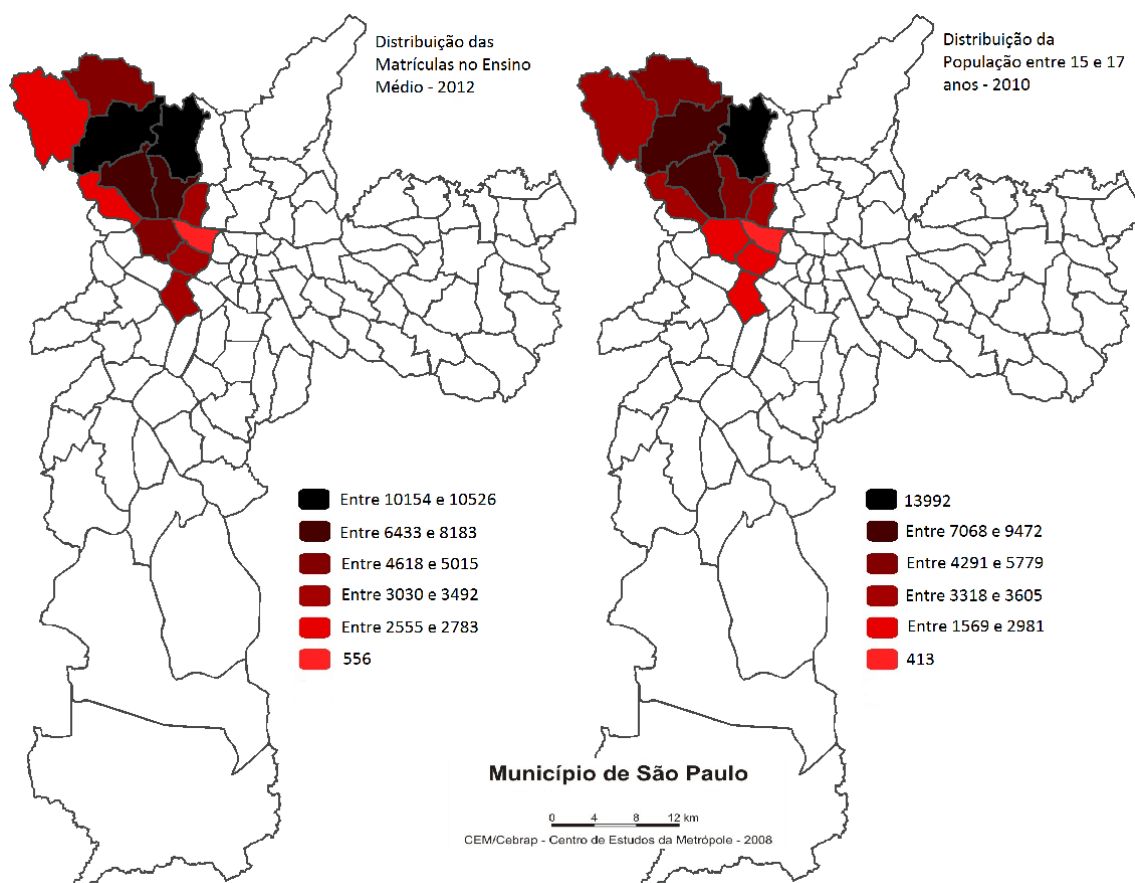 Distribuição das
Matrículas no Ensino
Médio - 2012
Distribuição da
População entre 15 e 17
anos - 2010
Entre 10154 e 10526
Entre 6433 e 8183
Entre 4618 e 5015
Entre 3030 e 3492
Entre 2555 e 2783
556
13992
Entre 7068 e 9472
Entre 4291 e 5779
Entre 3318 e 3605
Entre 1569 e 2981
413
Município de São Paulo
0 4 8 12 km
CEM/Cebrap - Centro de Estudos da Metrópole - 2008